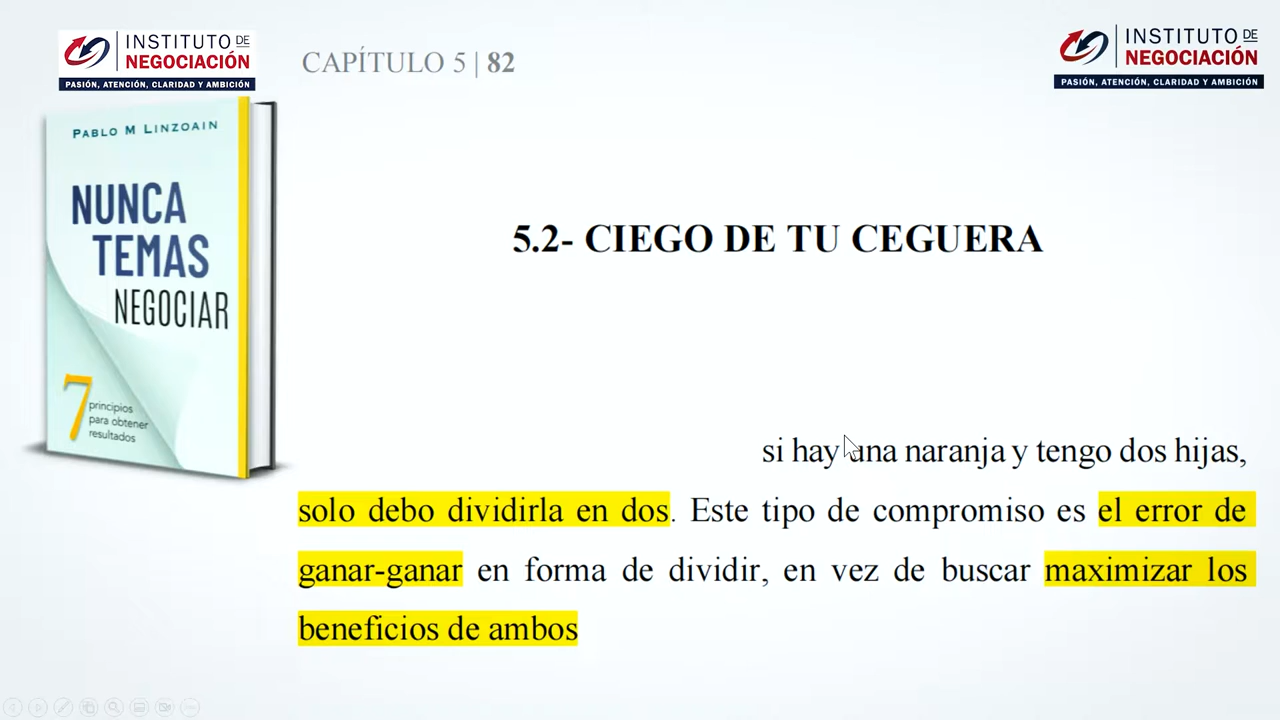 INSTITUTO DE
NEGOCIACIÓN
PASIÓN, ATENCIÓN, CLARIDAD Y AMBICIÓN
CAPÍTULO 5 | 82
INSTITUTO DE
NEGOCIACIÓN
PASIÓN, ATENCIÓN, CLARIDAD Y AMBICIÓN
PABLO M LINZOAIN
NUNCA
TEMAS
NEGOCIAR
7 principios
para obtener
resultados
5.2- CIEGO DE TU CEGUERA
si hay una naranja y tengo dos hijas,
solo debo dividirla en dos. Este tipo de compromiso es el error de
ganar-ganar en forma de dividir, en vez de buscar maximizar los
beneficios de ambos